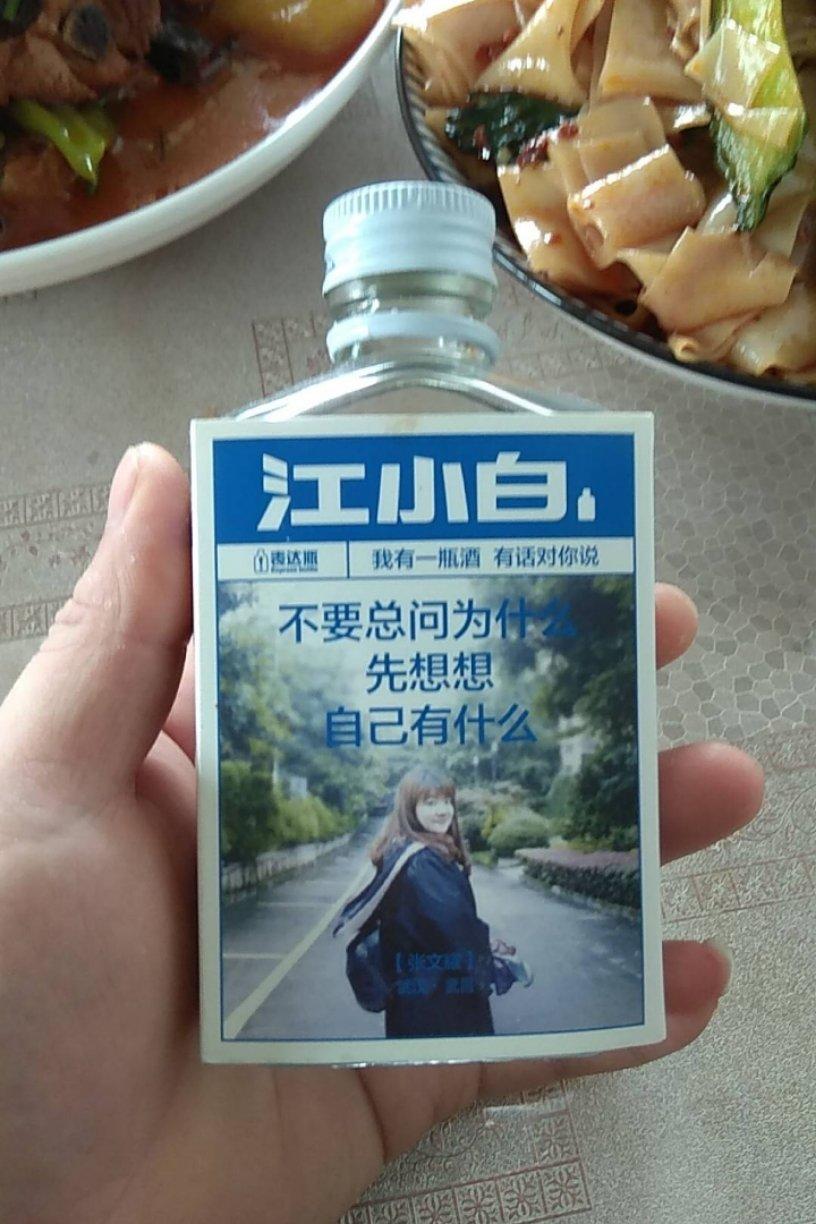 江小白
表达瓶 我有一瓶酒 有话对你说
不要总问为什么
先想想
自己有什么